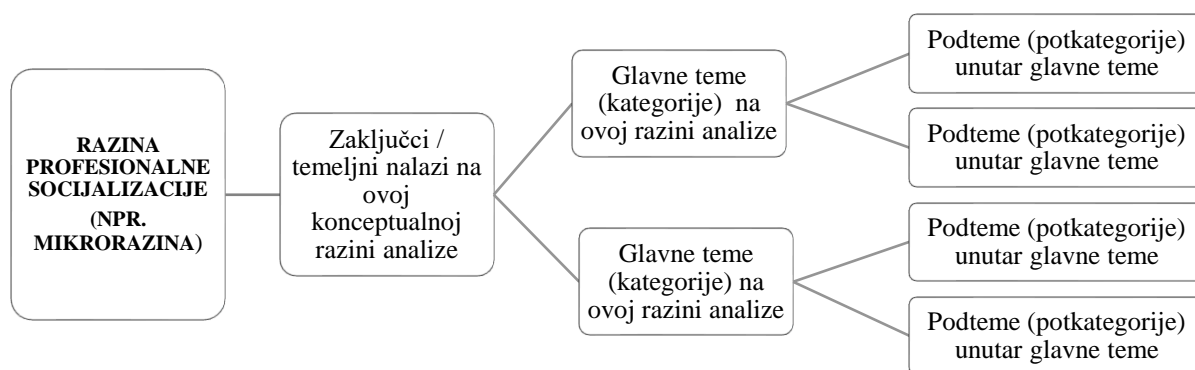 RAZINA
PROFESIONALNE
SOCIJALIZACIJE
(NPR.
MIKRORAZINA)
Zaključci /
temeljni nalazi na
ovoj
konceptualnoj
razini analize
Glavne teme
(kategorije) na
ovoj razini analize
Podteme (potkategorije)
unutar glavne teme
Podteme (potkategorije)
unutar glavne teme
Glavne teme
(kategorije) na
ovoj razini analize
Podteme (potkategorije)
unutar glavne teme
Podteme (potkategorije)
unutar glavne teme